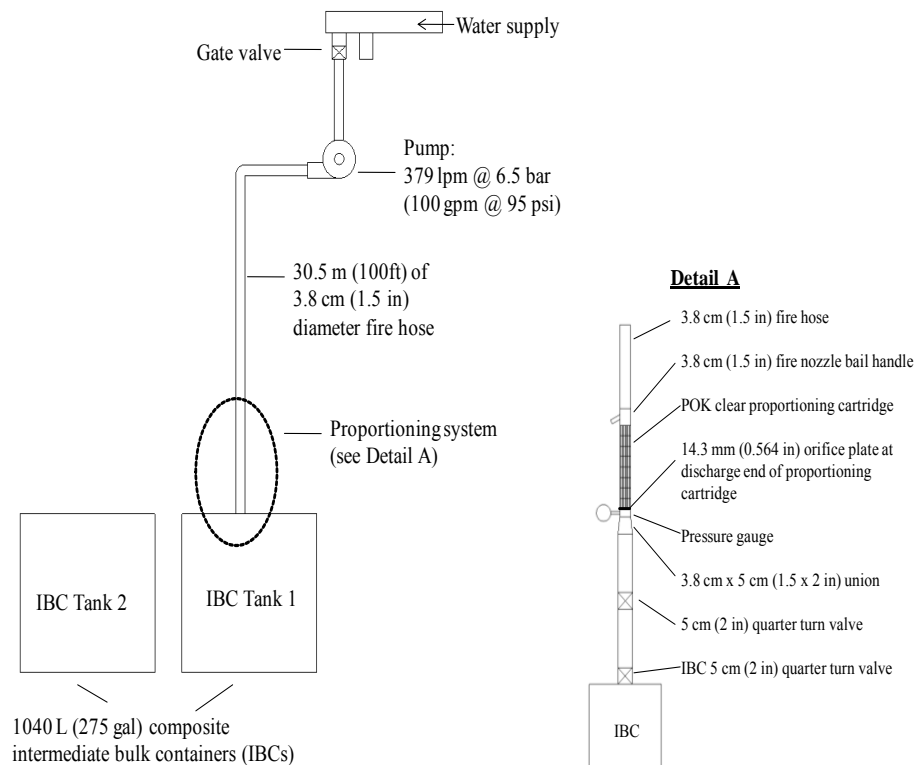 Water supply
Gate valve
Pump:
379 lpm @ 6.5 bar
(100 gpm @ 95 psi)
30.5 m (100ft) of
3.8 cm (1.5 in)
diameter fire hose
Proportioning system
(see Detail A)
IBC Tank 2
IBC Tank 1
1040 L (275 gal) composite
intermediate bulk containers (IBCs)
Detail A
3.8 cm (1.5 in) fire hose
3.8 cm (1.5 in) fire nozzle bail handle
POK clear proportioning cartridge
14.3 mm (0.564 in) orifice plate at
discharge end of proportioning
cartridge
Pressure gauge
3.8 cm x 5 cm (1.5 x 2 in) union
5 cm (2 in) quarter turn valve
IBC 5 cm (2 in) quarter turn valve
IBC